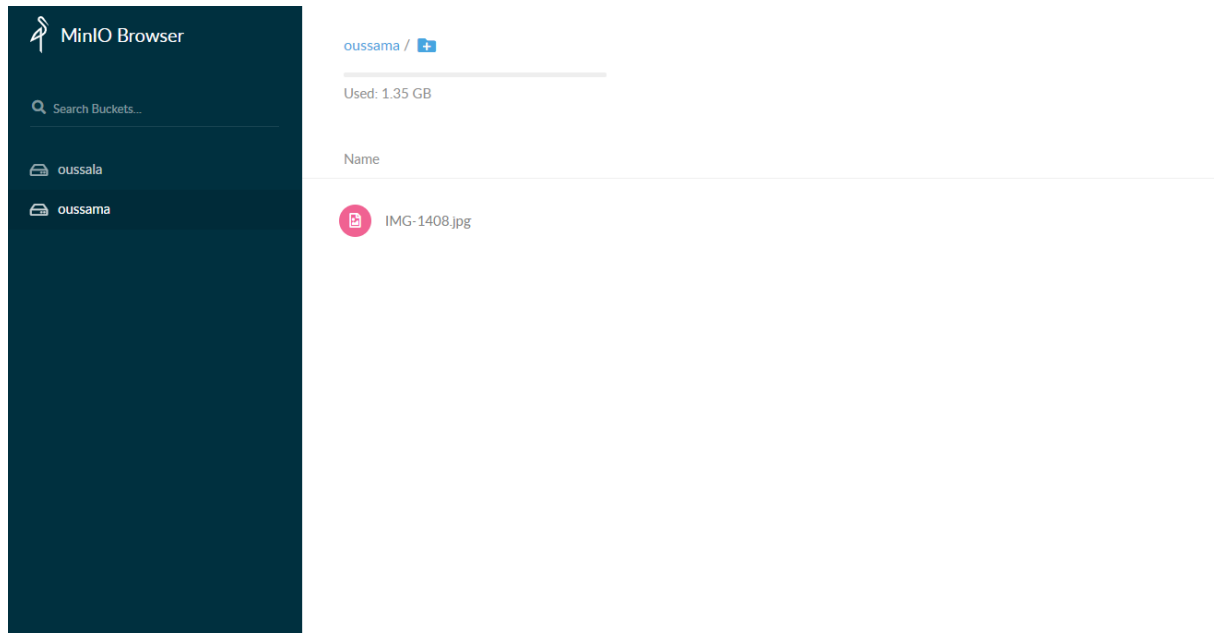 MinIO Browser
Search Buckets...
oussala
oussama
oussama /
Used: 1.35 GB
Name
IMG-1408.jpg